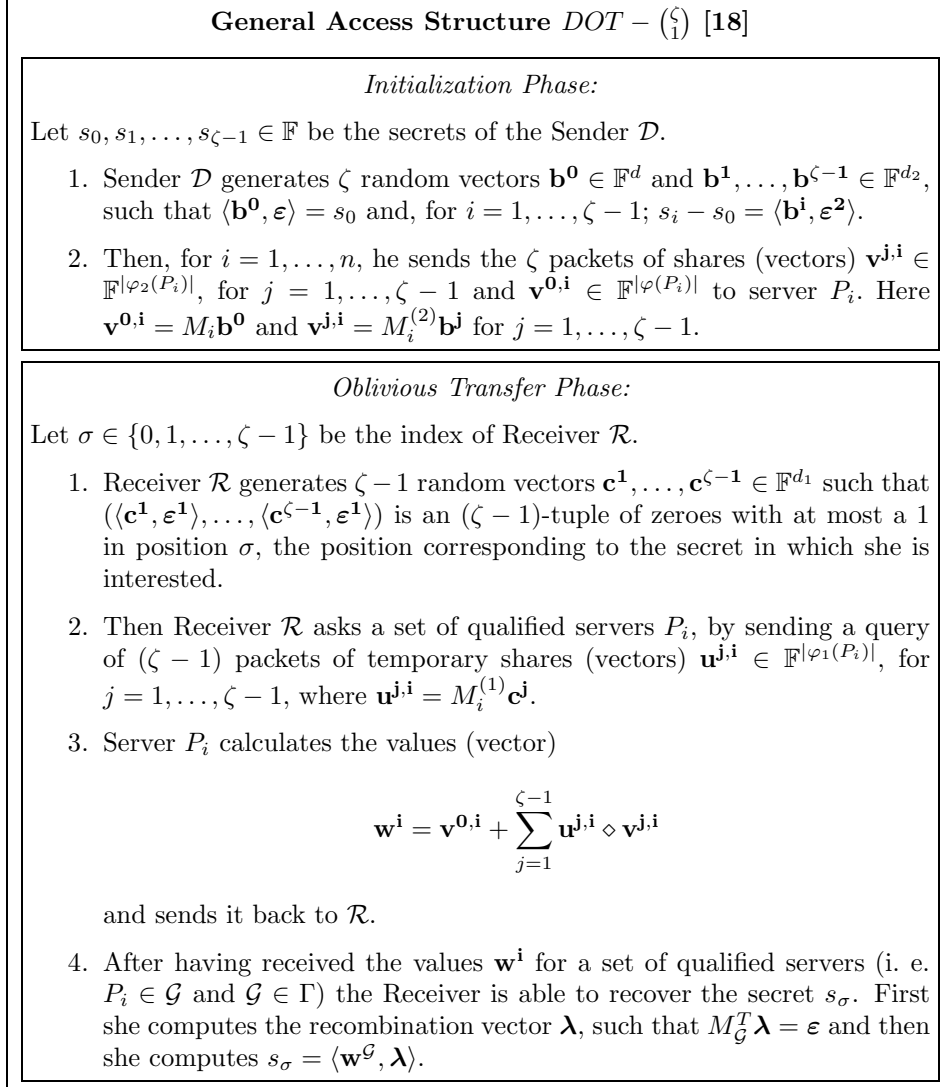 General Access Structure DOT − (ζ 1) [18]
Initialization Phase:
Let s₀, s₁, . . . , s_{ζ−1} ∈ 𝔽 be the secrets of the Sender 𝒟.
1. Sender 𝒟 generates ζ random vectors b⁰ ∈ 𝔽^d and b¹, . . . , b^{ζ−1} ∈ 𝔽^{d₂},
such that ⟨b⁰, ε⟩ = s₀ and, for i = 1, . . . , ζ − 1; s_i − s₀ = ⟨b^i, ε²⟩.
2. Then, for i = 1, . . . , n, he sends the ζ packets of shares (vectors) v^{j,i} ∈
𝔽^{|φ₂(P_i)|}, for j = 1, . . . , ζ − 1 and v^{0,i} ∈ 𝔽^{|φ(P_i)|} to server P_i. Here
v^{0,i} = M_i b⁰ and v^{j,i} = M_i^{(2)} b^j for j = 1, . . . , ζ − 1.
Oblivious Transfer Phase:
Let σ ∈ {0, 1, . . . , ζ − 1} be the index of Receiver ℛ.
1. Receiver ℛ generates ζ−1 random vectors c¹, . . . , c^{ζ−1} ∈ 𝔽^{d₁} such that
(⟨c¹, ε¹⟩, . . . , ⟨c^{ζ−1}, ε¹⟩) is an (ζ − 1)-tuple of zeroes with at most a 1
in position σ, the position corresponding to the secret in which she is
interested.
2. Then Receiver ℛ asks a set of qualified servers P_i, by sending a query
of (ζ − 1) packets of temporary shares (vectors) u^{j,i} ∈ 𝔽^{|φ₁(P_i)|}, for
j = 1, . . . , ζ − 1, where u^{j,i} = M_i^{(1)} c^j.
3. Server P_i calculates the values (vector)
w^i = v^{0,i} + ∑_{j=1}^{ζ−1} u^{j,i} ⋄ v^{j,i}
and sends it back to ℛ.
4. After having received the values w^i for a set of qualified servers (i. e.
P_i ∈ 𝒢 and 𝒢 ∈ Γ) the Receiver is able to recover the secret s_σ. First
she computes the recombination vector λ, such that M_𝒢^T λ = ε and then
she computes s_σ = ⟨w^𝒢, λ⟩.